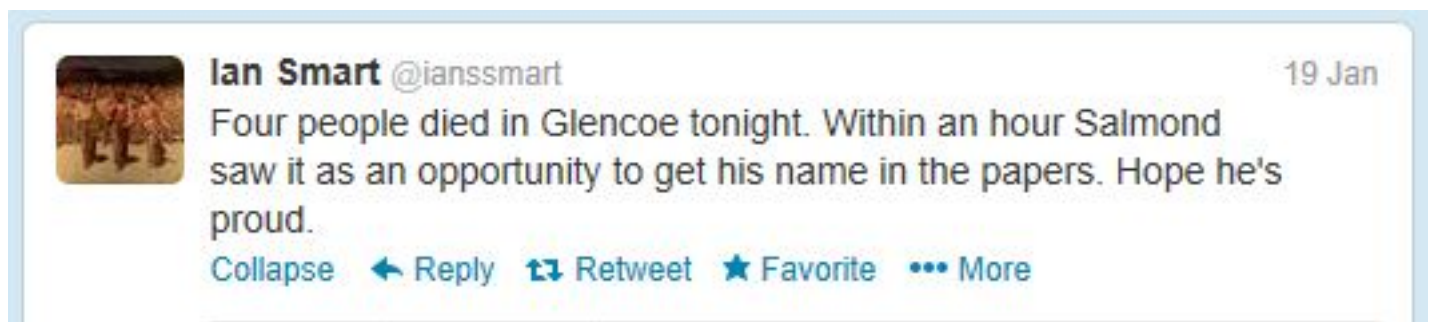 Ian Smart @ianssmart 19 Jan
Four people died in Glencoe tonight. Within an hour Salmond
saw it as an opportunity to get his name in the papers. Hope he's
proud.
Collapse Reply Retweet Favorite More